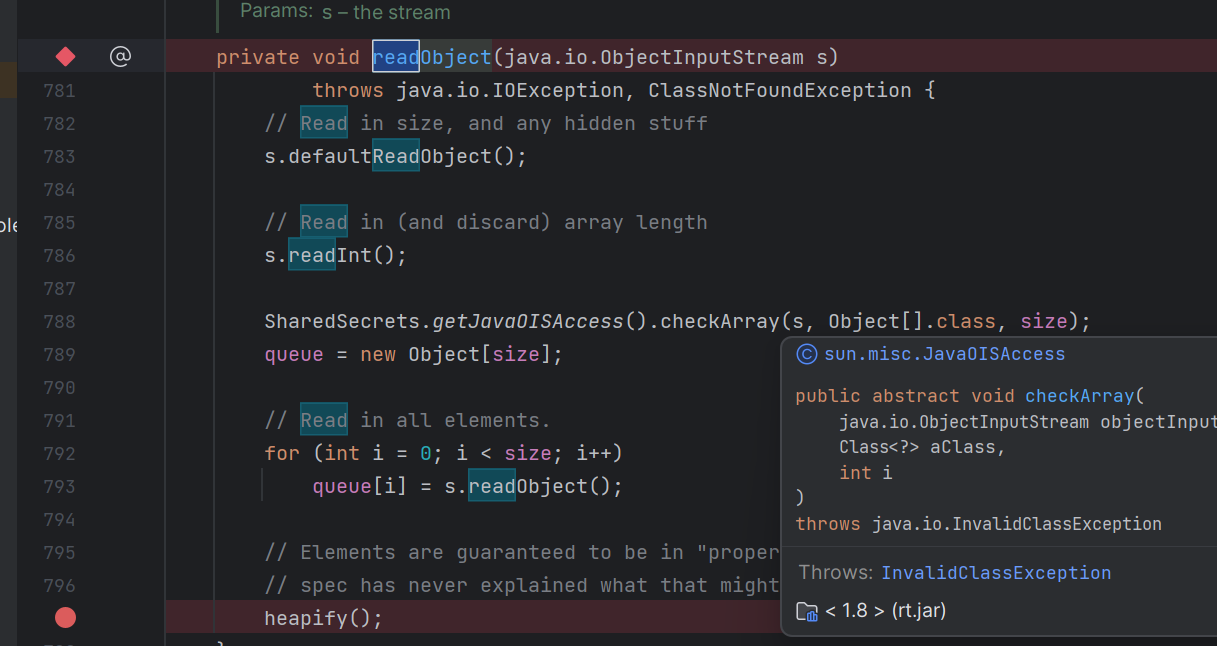 Params: s – the stream
@ private void readObject(java.io.ObjectInputStream s)
781 throws java.io.IOException, ClassNotFoundException {
782 // Read in size, and any hidden stuff
783 s.defaultReadObject();
784
785 // Read in (and discard) array length
786 s.readInt();
787
788 SharedSecrets.getJavaOISAccess().checkArray(s, Object[].class, size);
789 queue = new Object[size];
790
791 // Read in all elements.
792 for (int i = 0; i < size; i++)
793 queue[i] = s.readObject();
794
795 // Elements are guaranteed to be in "proper
796 // spec has never explained what that might
heapify();
sun.misc.JavaOISAccess
public abstract void checkArray(
java.io.ObjectInputStream objectInput
Class<?> aClass,
int i
)
throws java.io.InvalidClassException
Throws: InvalidClassException
< 1.8 > (rt.jar)